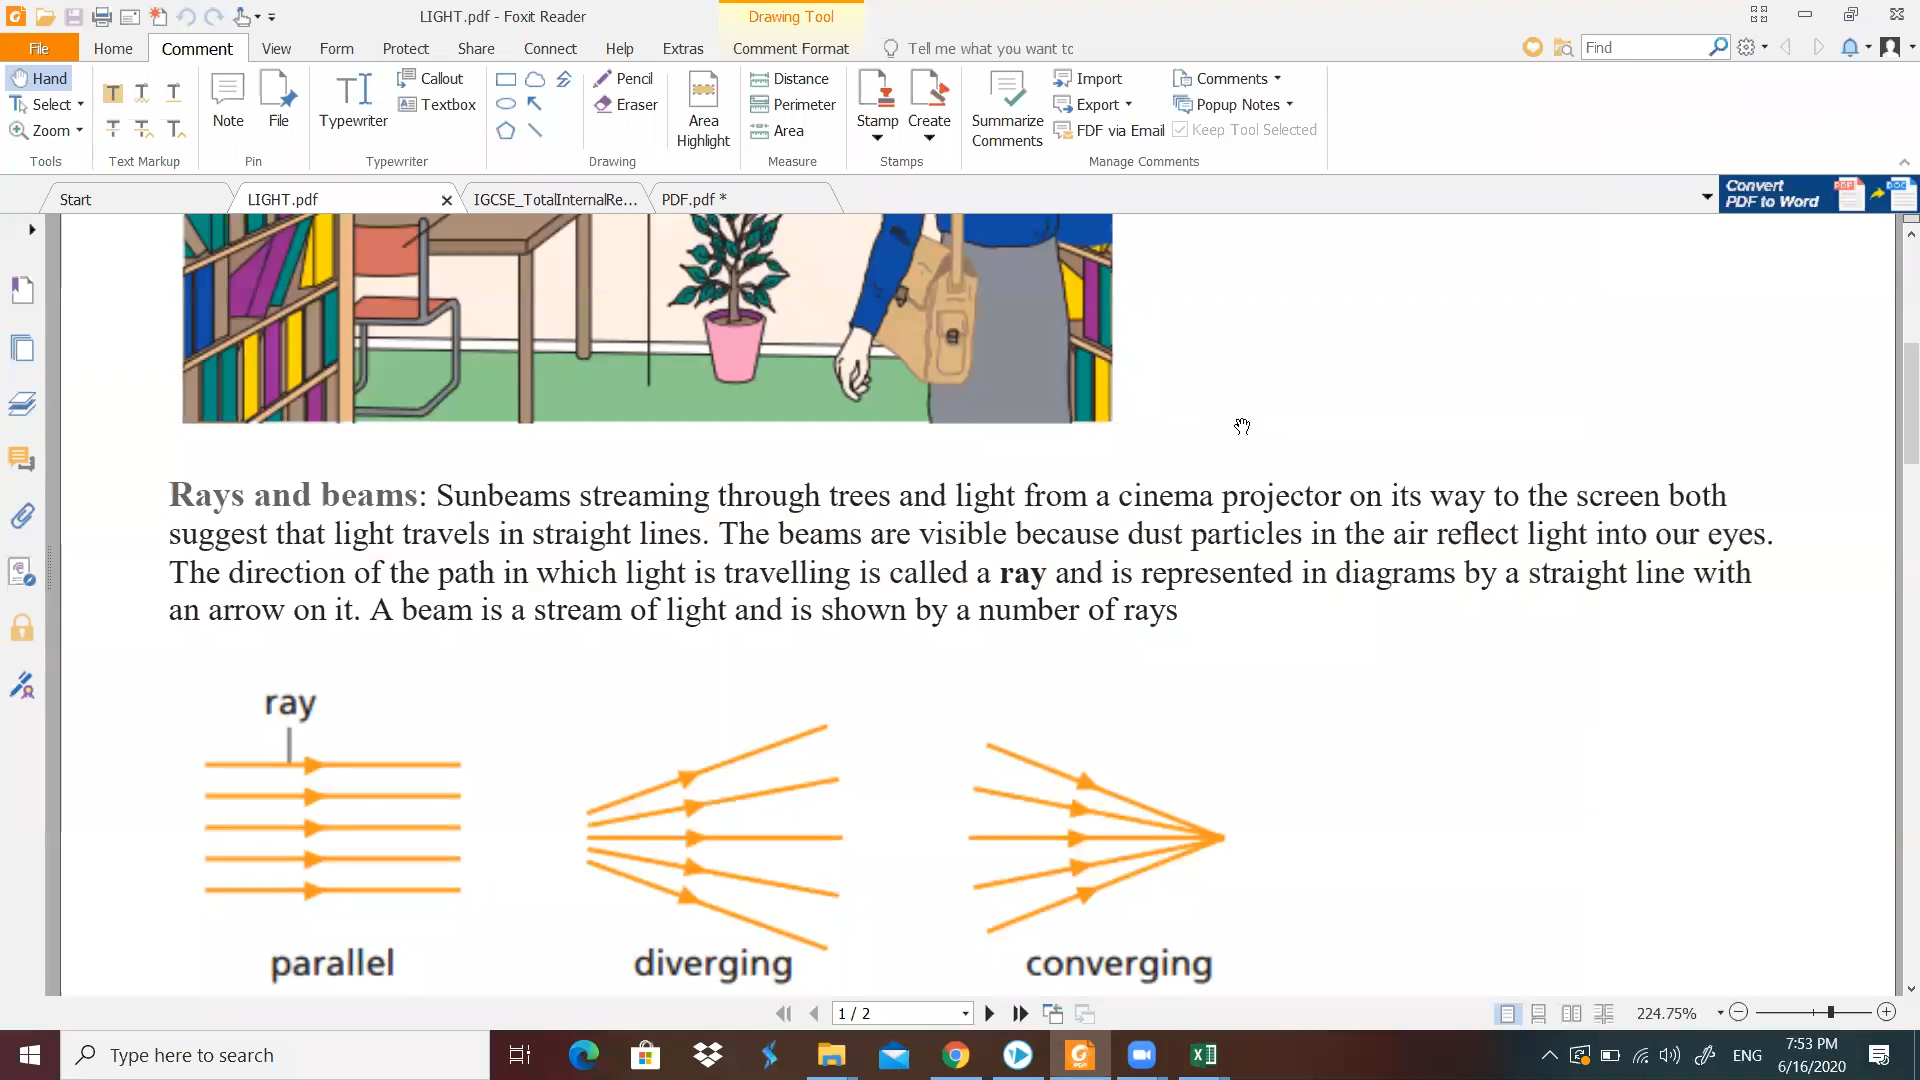 LIGHT.pdf - Foxit Reader
Drawing Tool
File
Home
Comment
View
Form
Protect
Share
Connect
Help
Extras
Comment Format
Tell me what you want to
Find
Hand
Select
Zoom
Tools
Text Markup
Note
File
Pin
Typewriter
Callout
Textbox
Typewriter
Drawing
Pencil
Eraser
Area
Highlight
Distance
Perimeter
Area
Measure
Stamp
Create
Stamps
Summarize
Comments
Import
Export
FDF via Email
Comments
Popup Notes
Keep Tool Selected
Manage Comments
Start
LIGHT.pdf
IGCSE_TotalInternalRe...
PDF.pdf *
Convert
PDF to Word
Rays and beams: Sunbeams streaming through trees and light from a cinema projector on its way to the screen both
suggest that light travels in straight lines. The beams are visible because dust particles in the air reflect light into our eyes.
The direction of the path in which light is travelling is called a ray and is represented in diagrams by a straight line with
an arrow on it. A beam is a stream of light and is shown by a number of rays
ray
parallel
diverging
converging
1 / 2
224.75%
Type here to search
ENG
7:53 PM
6/16/2020